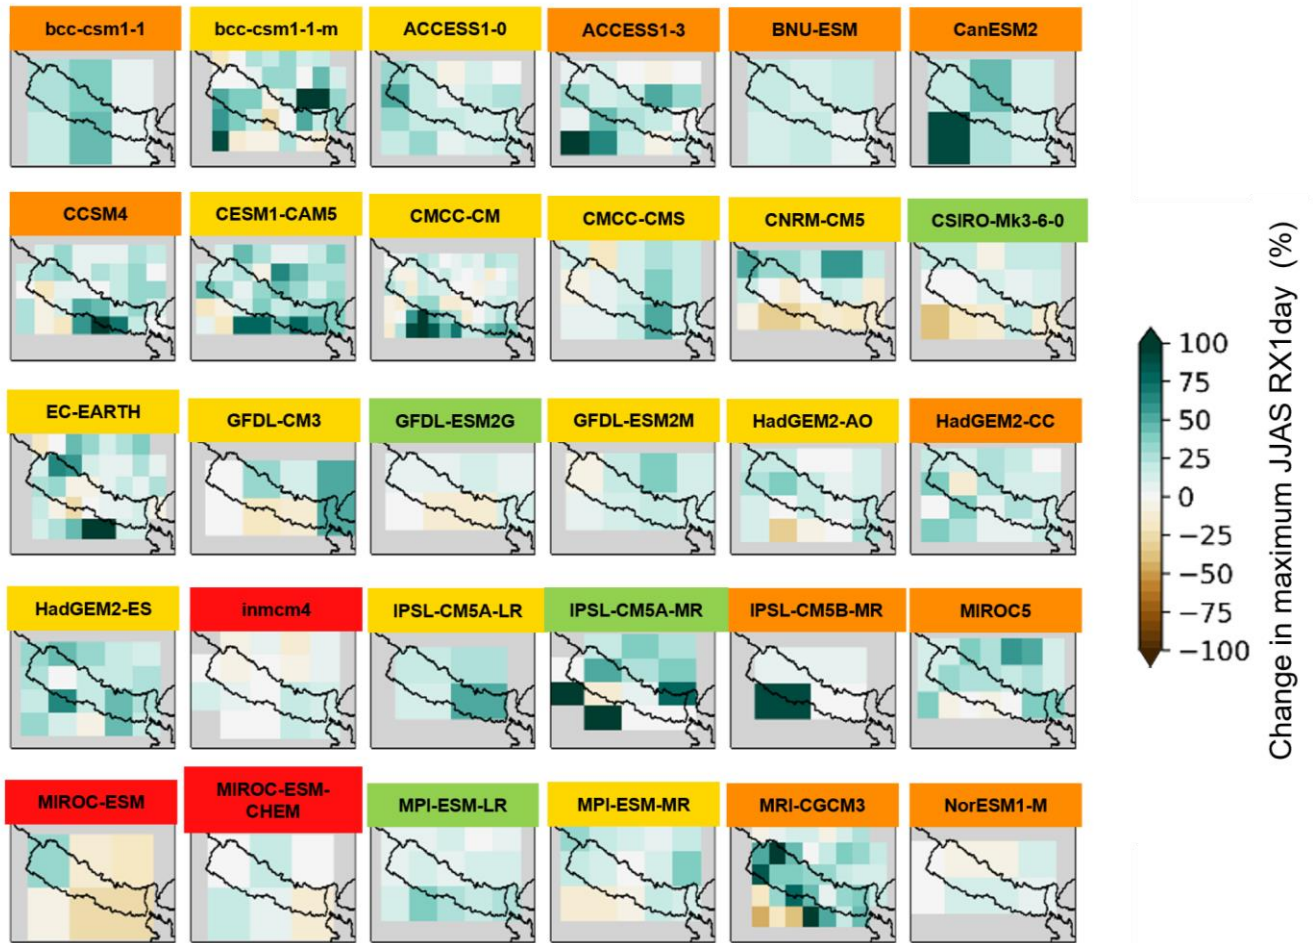 bcc-csm1-1
bcc-csm1-1-m
ACCESS1-0
ACCESS1-3
BNU-ESM
CanESM2
CCSM4
CESM1-CAM5
CMCC-CM
CMCC-CMS
CNRM-CM5
CSIRO-Mk3-6-0
EC-EARTH
GFDL-CM3
GFDL-ESM2G
GFDL-ESM2M
HadGEM2-AO
HadGEM2-CC
HadGEM2-ES
inmcm4
IPSL-CM5A-LR
IPSL-CM5A-MR
IPSL-CM5B-MR
MIROC5
MIROC-ESM
MIROC-ESM-
CHEM
MPI-ESM-LR
MPI-ESM-MR
MRI-CGCM3
NorESM1-M
100
75
50
25
0
−25
−50
−75
−100
Change in maximum JJAS RX1day (%)